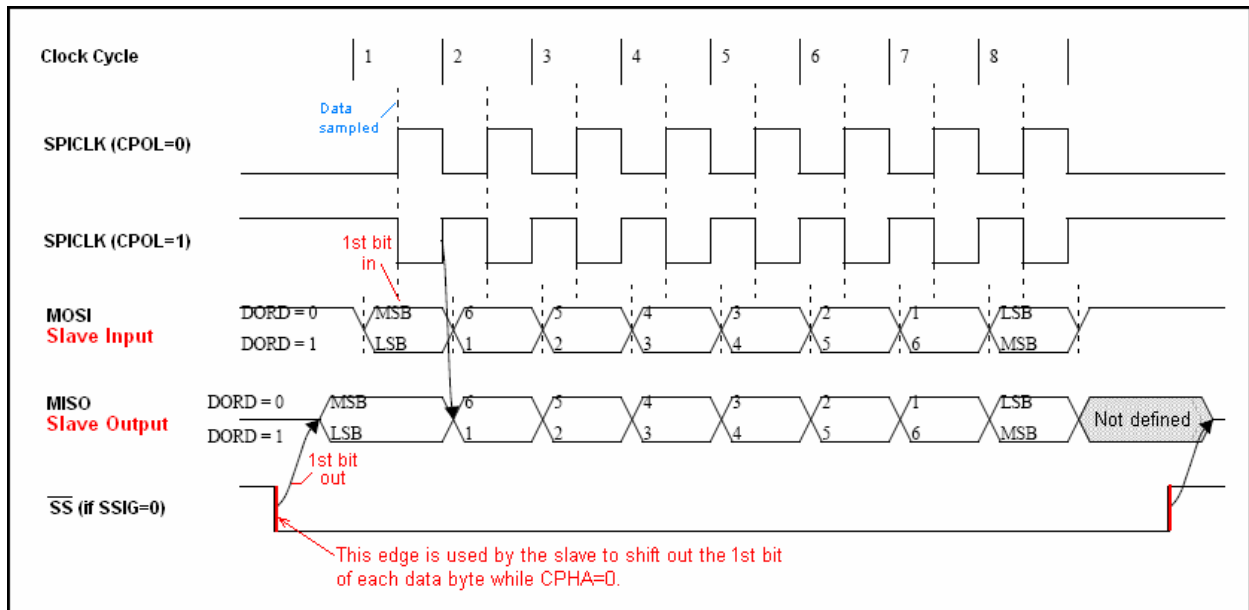 Clock Cycle 1 2 3 4 5 6 7 8
Data
sampled
SPICLK (CPOL=0)
SPICLK (CPOL=1)
1st bit
in
MOSI DORD = 0 MSB 6 5 4 3 2 1 LSB
Slave Input DORD = 1 LSB 1 2 3 4 5 6 MSB
MISO DORD = 0 MSB 6 5 4 3 2 1 LSB
Not defined
Slave Output DORD = 1 LSB 1 2 3 4 5 6 MSB
1st bit
out
SS (if SSIG=0)
This edge is used by the slave to shift out the 1st bit
of each data byte while CPHA=0.